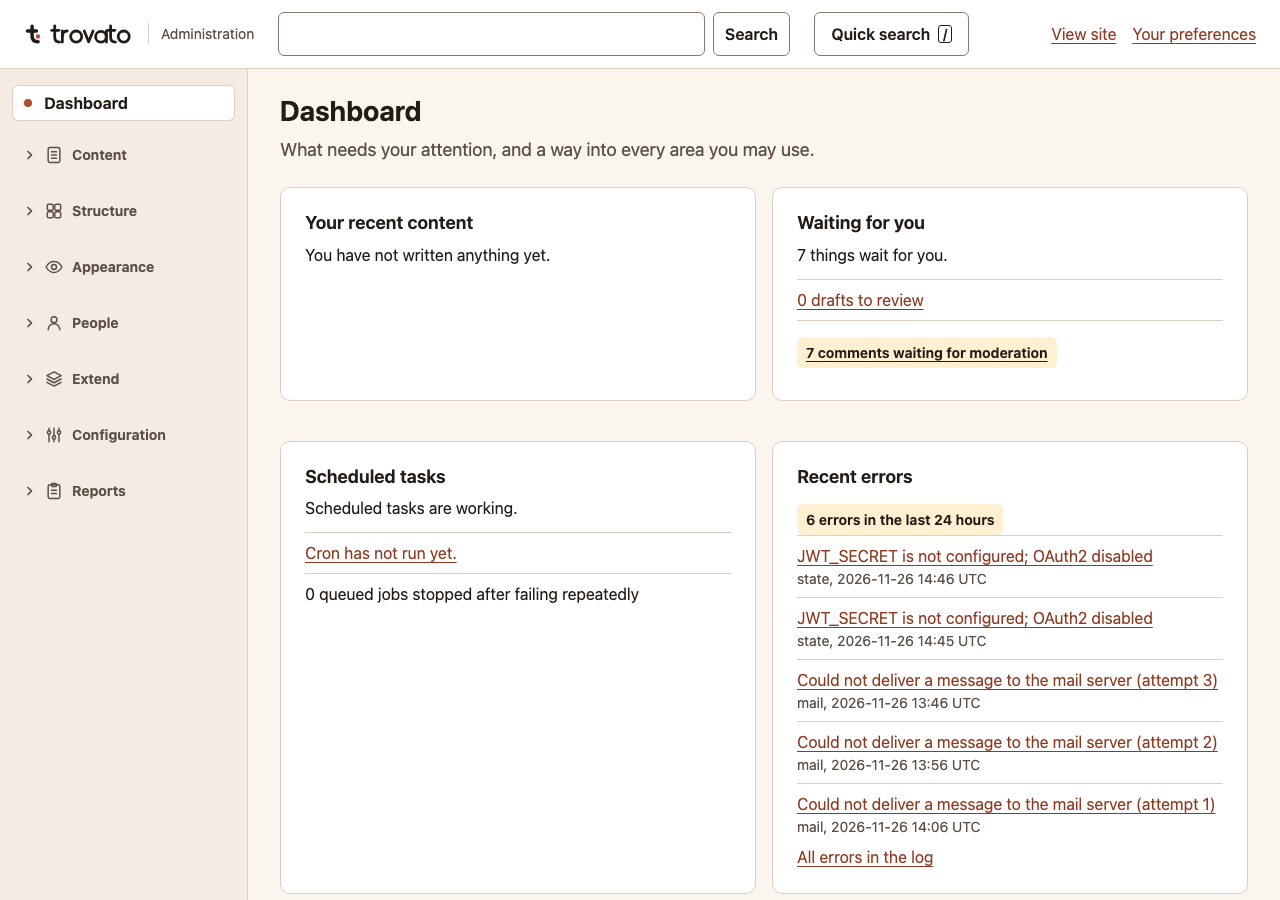 trovato
Administration
Search
Quick search /
View site
Your preferences
Dashboard
Content
Structure
Appearance
People
Extend
Configuration
Reports
Dashboard
What needs your attention, and a way into every area you may use.
Your recent content
You have not written anything yet.
Waiting for you
7 things wait for you.
0 drafts to review
7 comments waiting for moderation
Scheduled tasks
Scheduled tasks are working.
Cron has not run yet.
0 queued jobs stopped after failing repeatedly
Recent errors
6 errors in the last 24 hours
JWT_SECRET is not configured; OAuth2 disabled
state, 2026-11-26 14:46 UTC
JWT_SECRET is not configured; OAuth2 disabled
state, 2026-11-26 14:45 UTC
Could not deliver a message to the mail server (attempt 3)
mail, 2026-11-26 13:46 UTC
Could not deliver a message to the mail server (attempt 2)
mail, 2026-11-26 13:56 UTC
Could not deliver a message to the mail server (attempt 1)
mail, 2026-11-26 14:06 UTC
All errors in the log